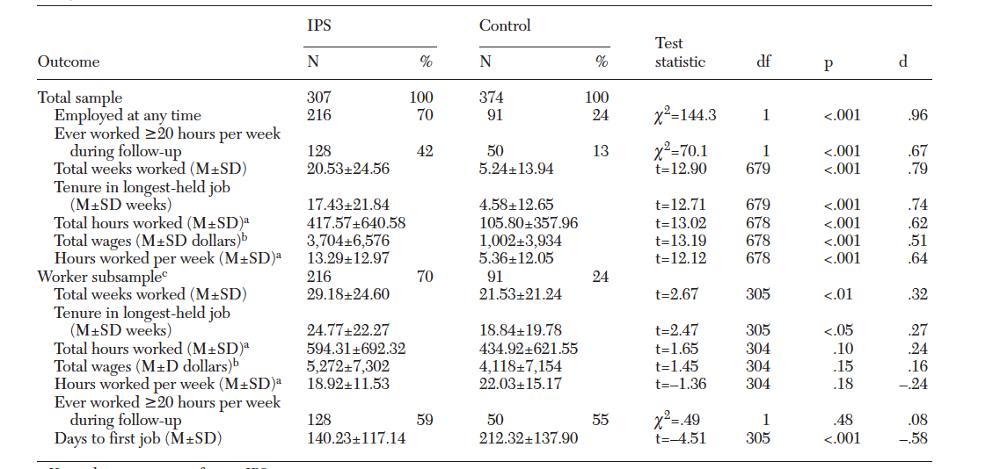 IPS Control
Test
Outcome N % N % statistic df p d
Total sample 307 100 374 100
Employed at any time 216 70 91 24 χ²=144.3 1 <.001 .96
Ever worked ≥20 hours per week
during follow-up 128 42 50 13 χ²=70.1 1 <.001 .67
Total weeks worked (M±SD) 20.53±24.56 5.24±13.94 t=12.90 679 <.001 .79
Tenure in longest-held job
(M±SD weeks) 17.43±21.84 4.58±12.65 t=12.71 679 <.001 .74
Total hours worked (M±SD)ᵃ 417.57±640.58 105.80±357.96 t=13.02 678 <.001 .62
Total wages (M±SD dollars)ᵇ 3,704±6,576 1,002±3,934 t=13.19 678 <.001 .51
Hours worked per week (M±SD)ᵃ 13.29±12.97 5.36±12.05 t=12.12 678 <.001 .64
Worker subsampleᶜ 216 70 91 24
Total weeks worked (M±SD) 29.18±24.60 21.53±21.24 t=2.67 305 <.01 .32
Tenure in longest-held job
(M±SD weeks) 24.77±22.27 18.84±19.78 t=2.47 305 <.05 .27
Total hours worked (M±SD)ᵃ 594.31±692.32 434.92±621.55 t=1.65 304 .10 .24
Total wages (M±D dollars)ᵇ 5,272±7,302 4,118±7,154 t=1.45 304 .15 .16
Hours worked per week (M±SD)ᵃ 18.92±11.53 22.03±15.17 t=–1.36 304 .18 –.24
Ever worked ≥20 hours per week
during follow-up 128 59 50 55 χ²=.49 1 .48 .08
Days to first job (M±SD) 140.23±117.14 212.32±137.90 t=–4.51 305 <.001 –.58